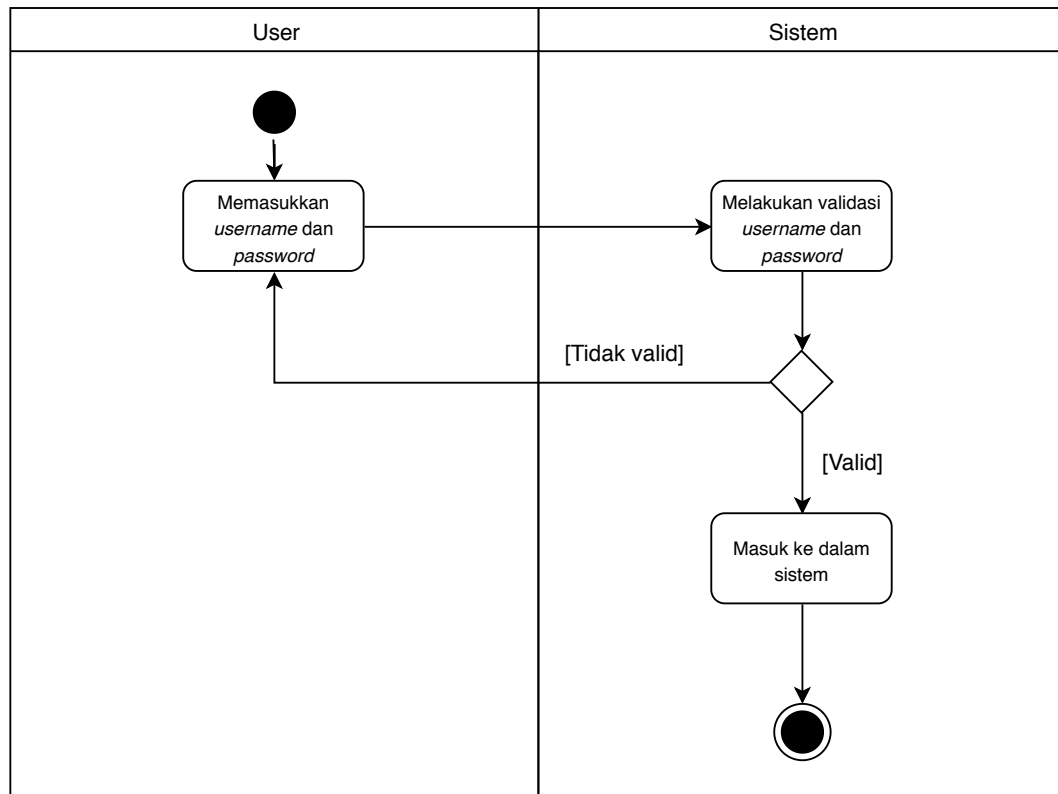 User
Sistem
Memasukkan
username dan
password
Melakukan validasi
username dan
password
[Tidak valid]
[Valid]
Masuk ke dalam
sistem